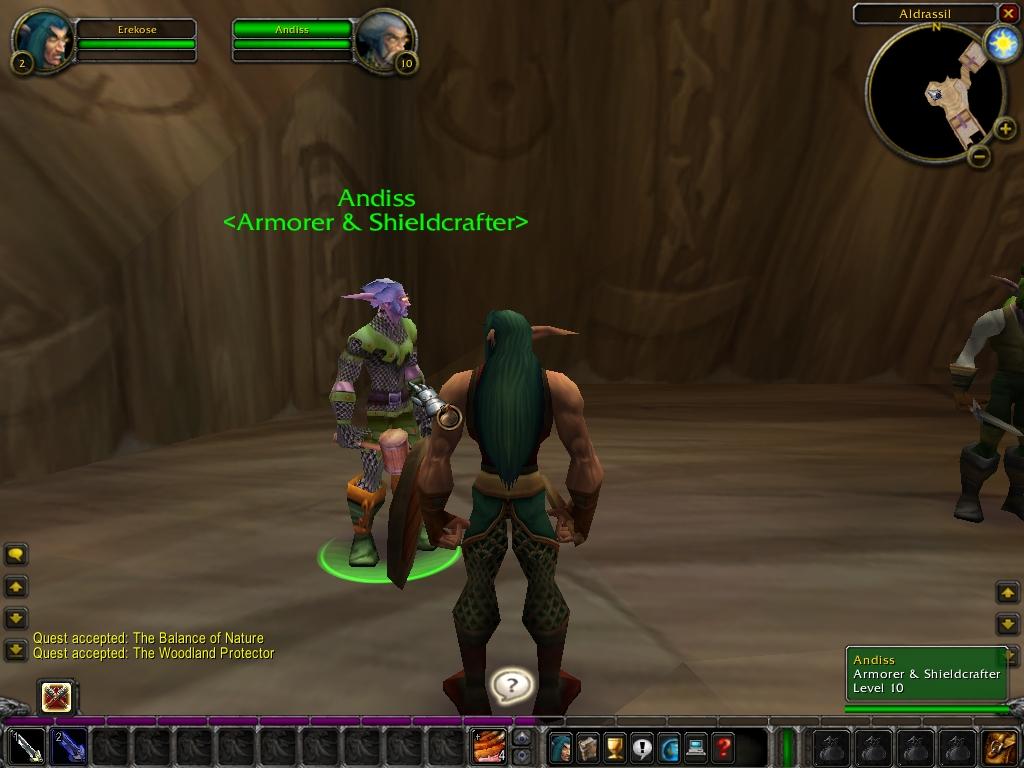 Erekose
2
Andiss
10
Aldrassil
N
Andiss
<Armorer & Shieldcrafter>
Quest accepted: The Balance of Nature
Quest accepted: The Woodland Protector
Andiss
Armorer & Shieldcrafter
Level 10
1
2
4